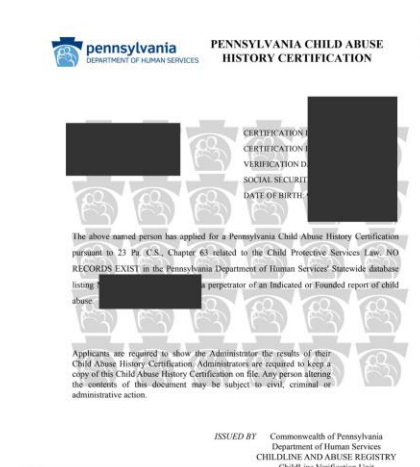 pennsylvania
DEPARTMENT OF HUMAN SERVICES
PENNSYLVANIA CHILD ABUSE
HISTORY CERTIFICATION
CERTIFICATION
CERTIFICATION
VERIFICATION
SOCIAL
DATE OF BIRTH:
The above named person has applied for a Pennsylvania Child Abuse History Certification
pursuant to 23 Pa. C.S., Chapter 63 related to the Child Protective Services Law. NO
RECORDS EXIST in the Pennsylvania Department of Human Services' Statewide database
listing a perpetrator of an Indicated or Founded report of child
abuse.
Applicants are required to show the Administrator the results of their
Child Abuse History Certification. Administrators are required to keep a
copy of this Child Abuse History Certification on file. Any person altering
the contents of this document may be subject to civil, criminal or
administrative action.
ISSUED BY Commonwealth of Pennsylvania
Department of Human Services
CHILDLINE AND ABUSE REGISTRY
ChildLine Verification Unit